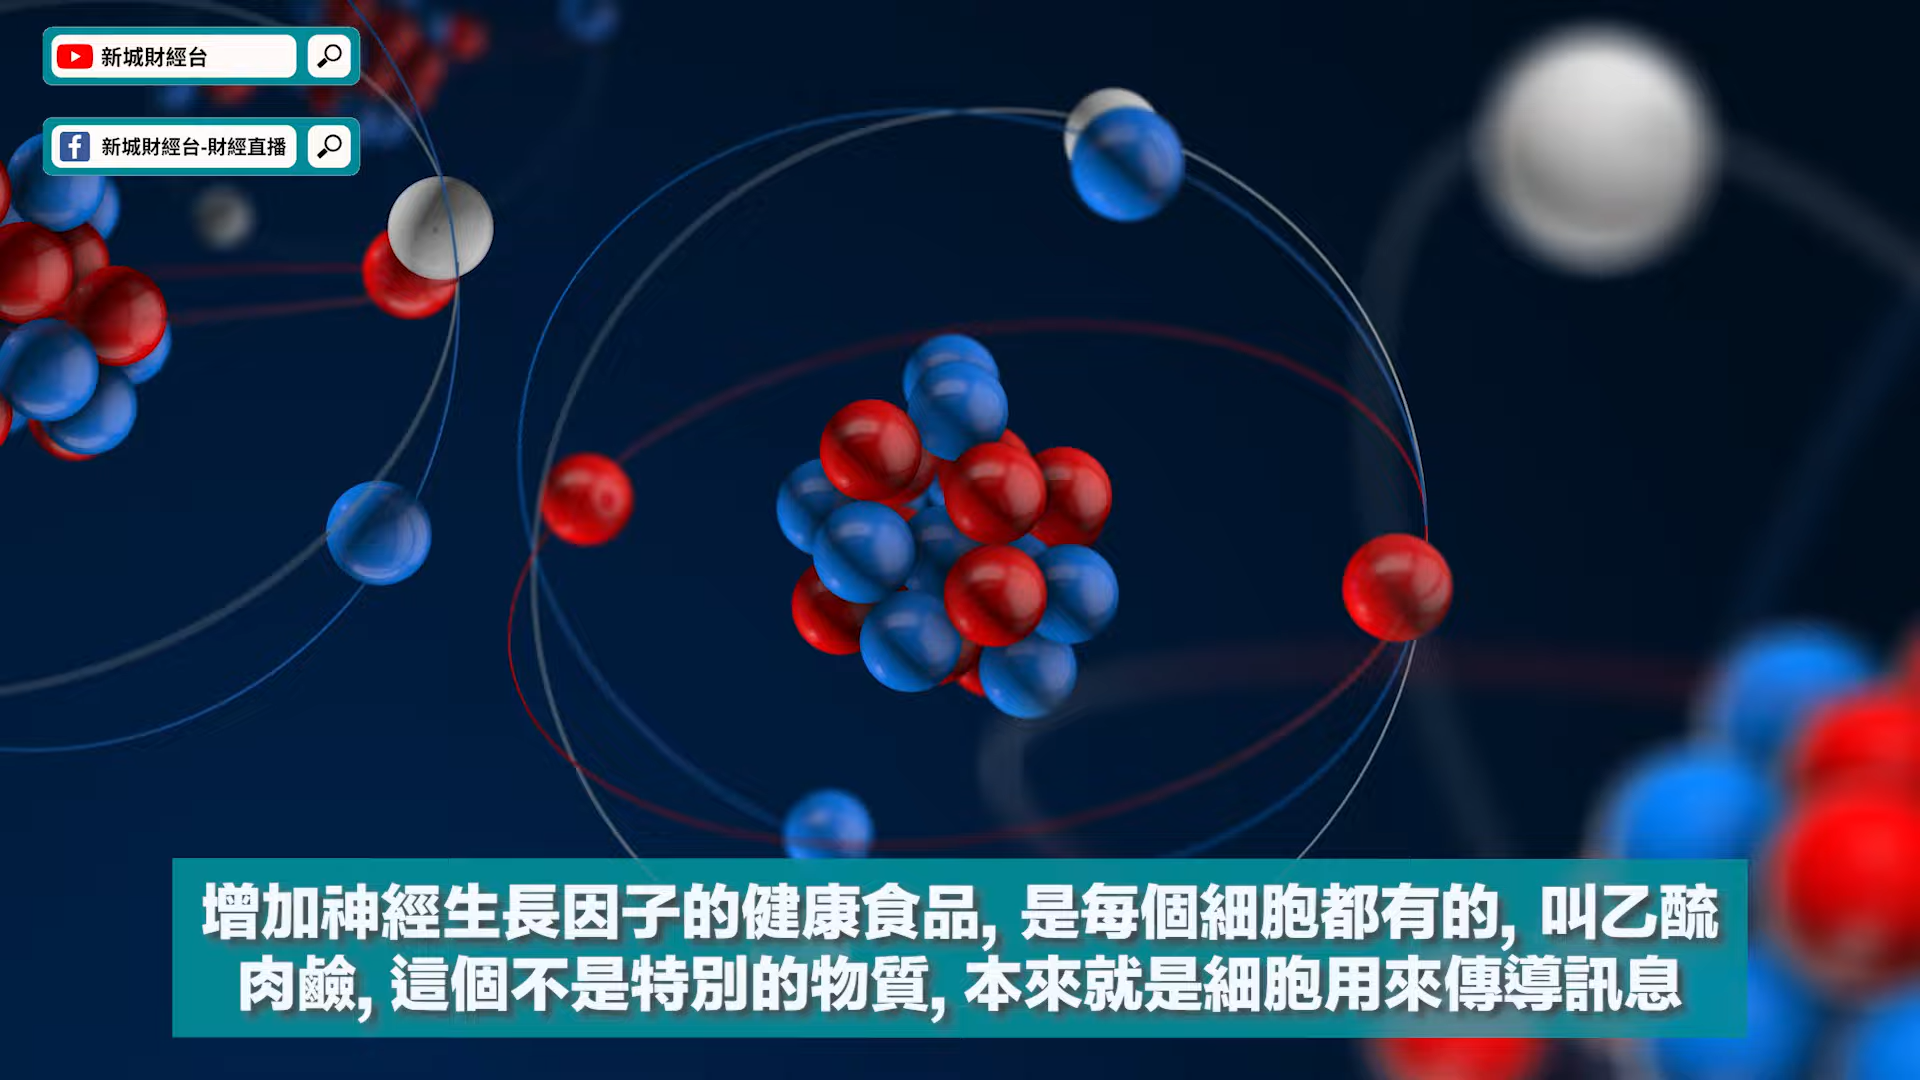 新城財經台
新城財經台-財經直播
增加神經生長因子的健康食品, 是每個細胞都有的, 叫乙酼
肉鹼, 這個不是特別的物質, 本來就是細胞用來傳導訊息